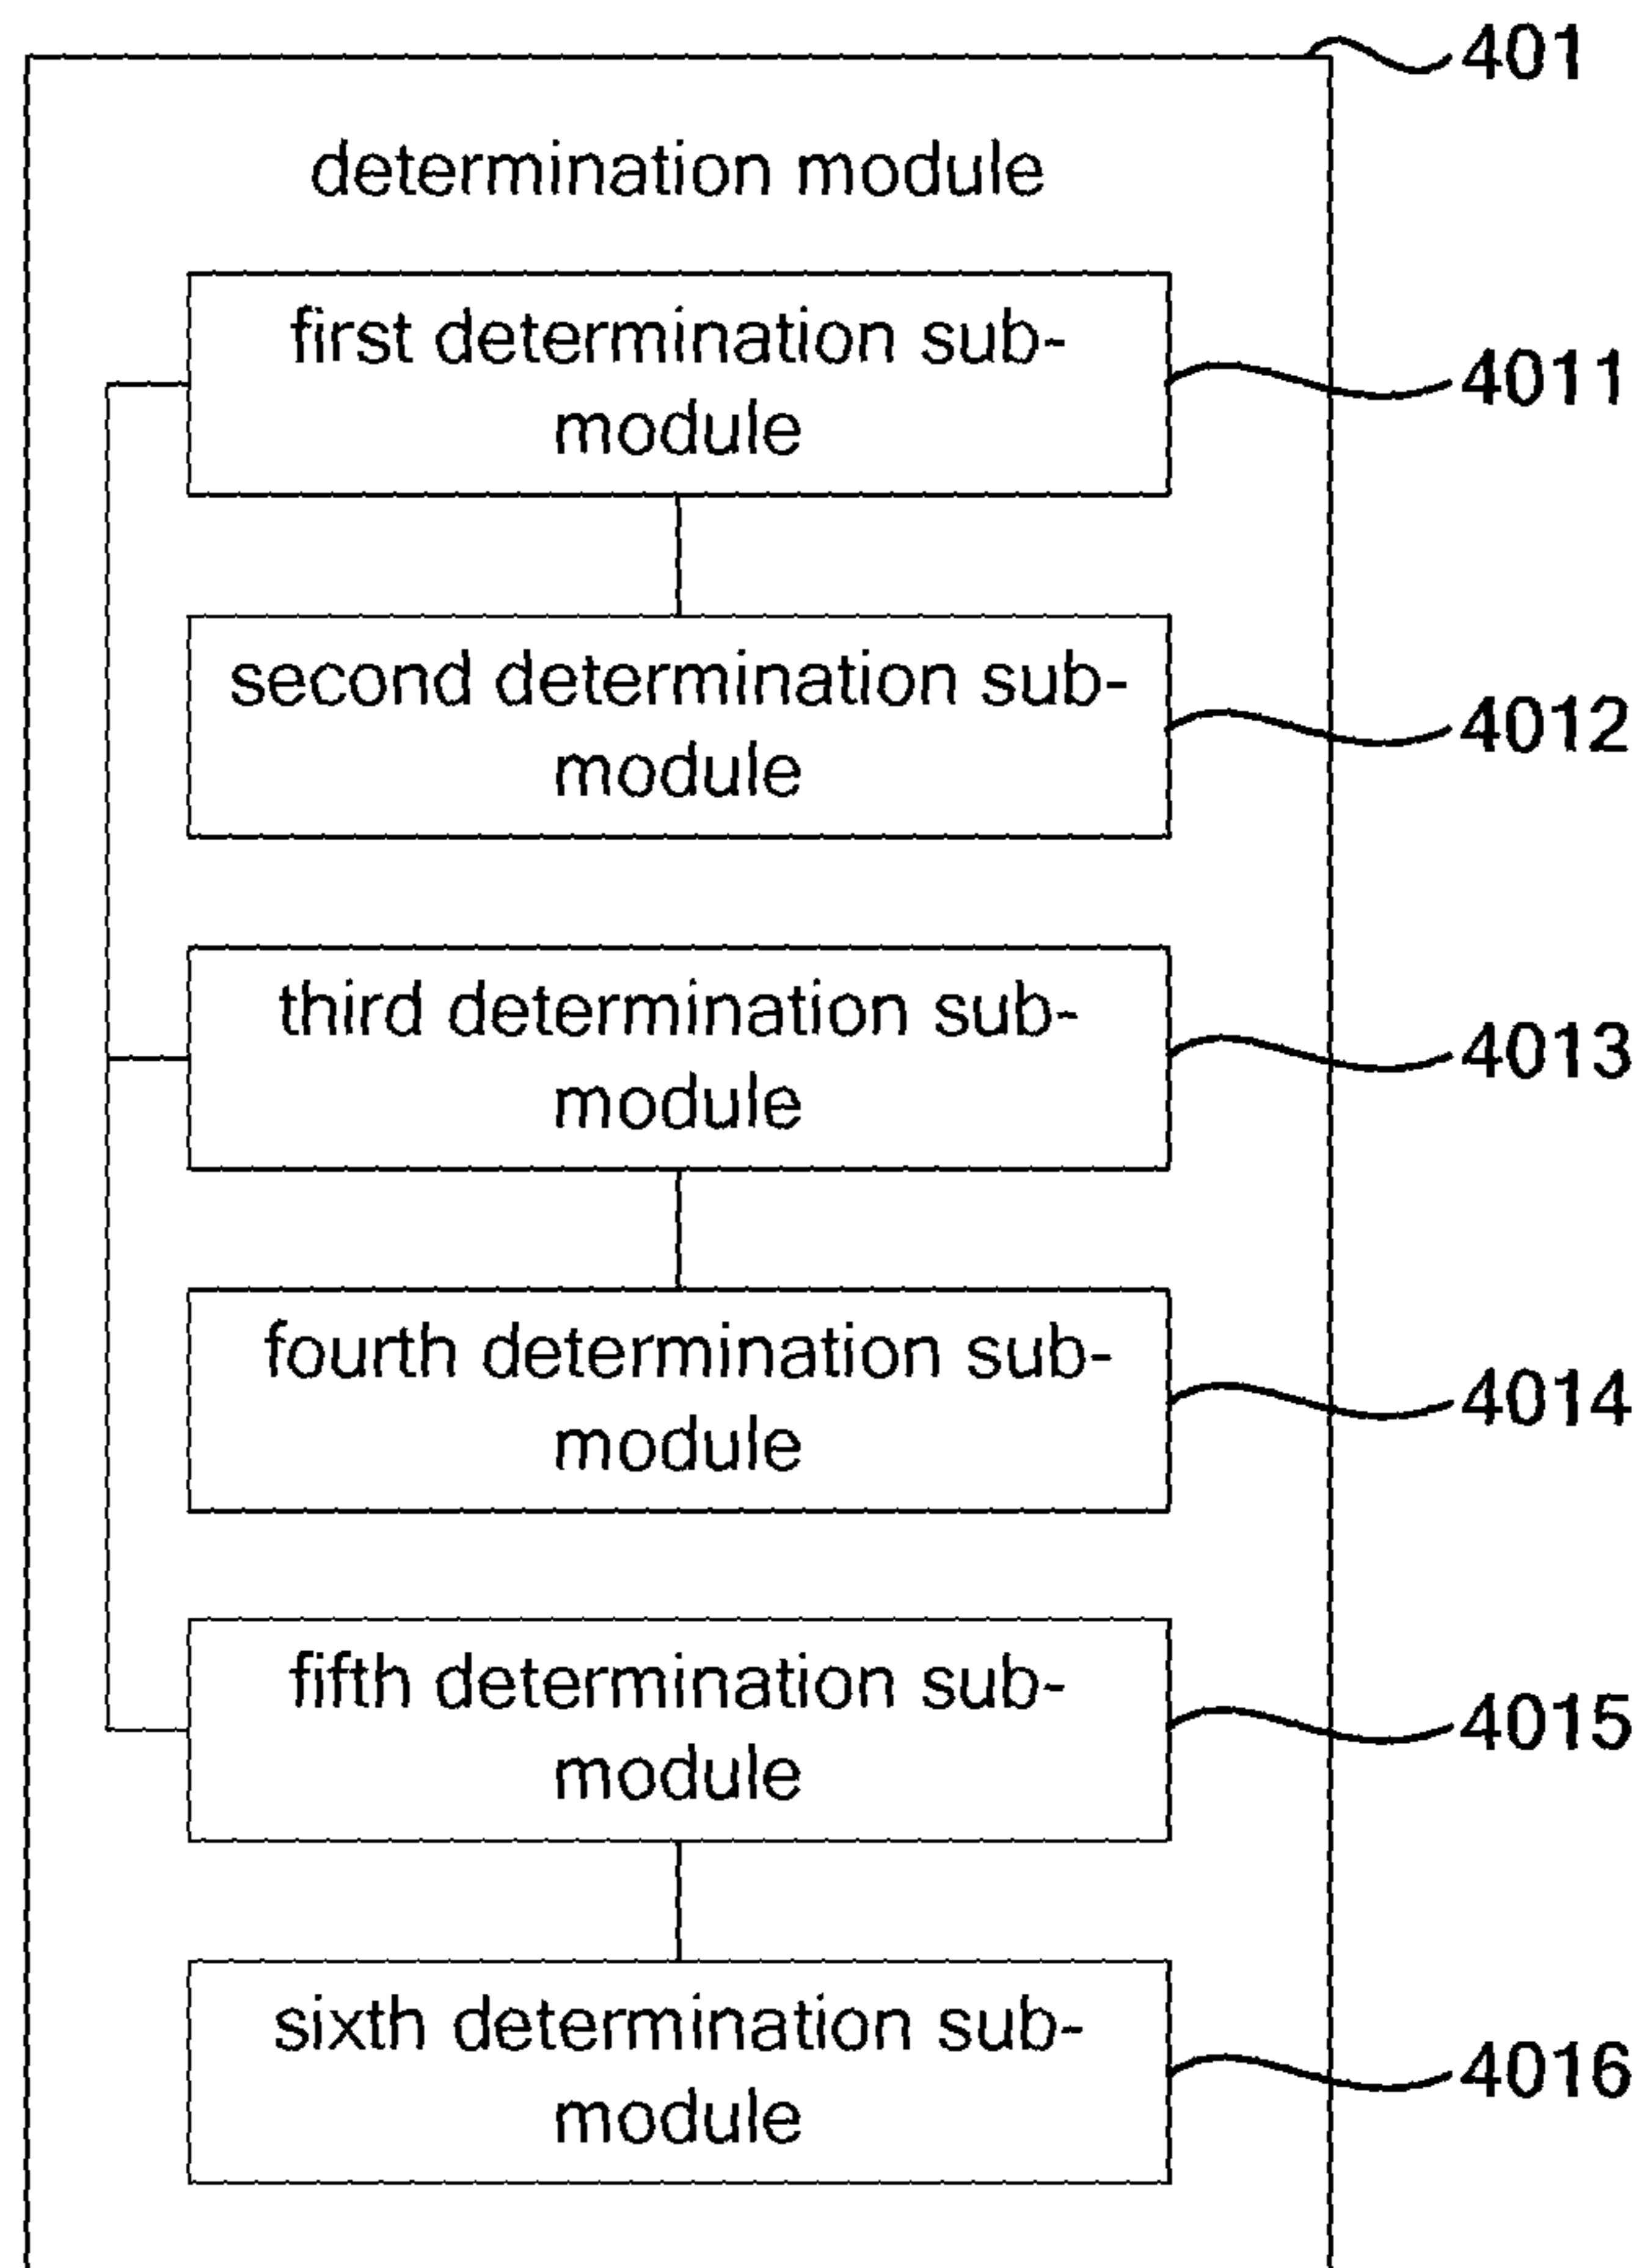 401
determination module
first determination sub-
module
4011
second determination sub-
module
4012
third determination sub-
module
4013
fourth determination sub-
module
4014
fifth determination sub-
module
4015
sixth determination sub-
module
4016